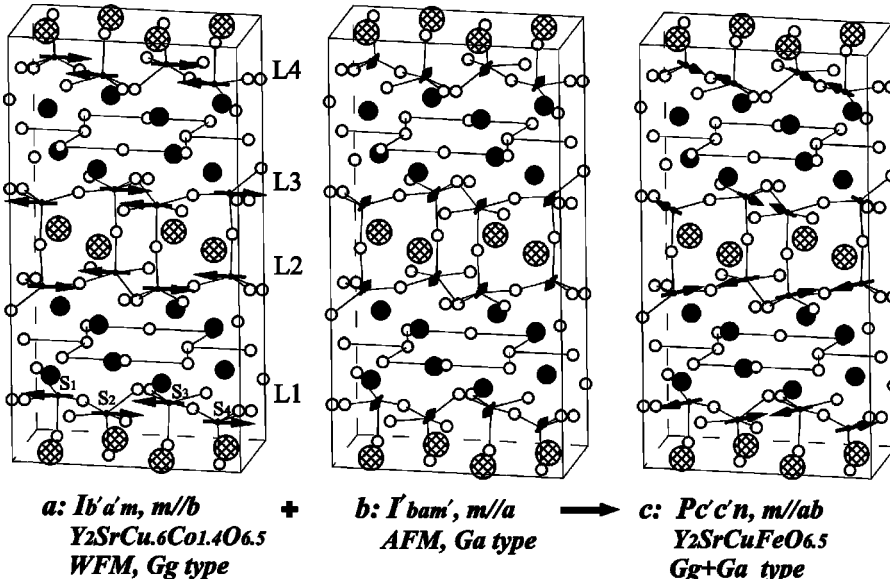 L4
L3
L2
L1
S1
S2
S3
S4
a: Ib'a'm, m//b + b: I'bam', m//a → c: Pc'c'n, m//ab
Y2SrCu.6Co1.4O6.5 AFM, Ga type Y2SrCuFeO6.5
WFM, Gg type Gg+Ga type